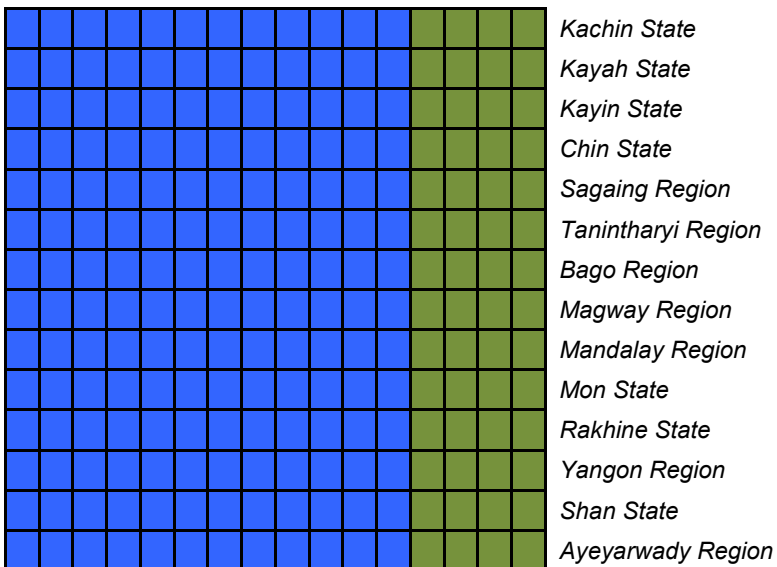 Kachin State
Kayah State
Kayin State
Chin State
Sagaing Region
Tanintharyi Region
Bago Region
Magway Region
Mandalay Region
Mon State
Rakhine State
Yangon Region
Shan State
Ayeyarwady Region